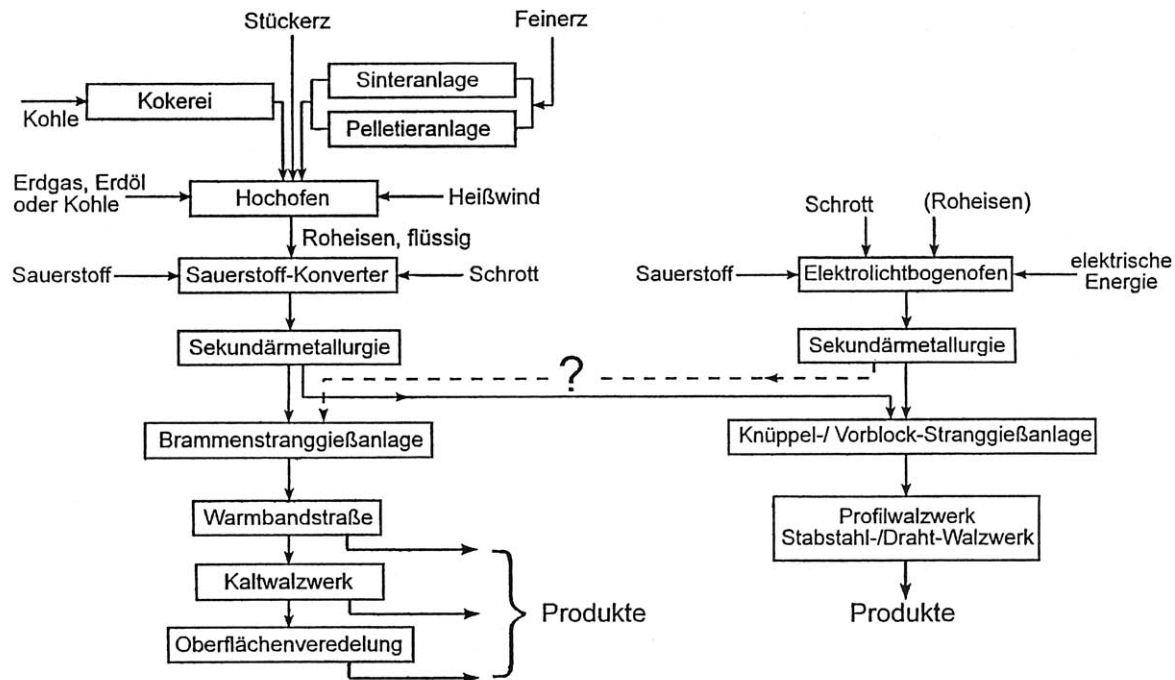 Stückerz
Feinerz
Sinteranlage
Kokerei
Kohle
Pelletieranlage
Erdgas, Erdöl
oder Kohle
Hochofen
Heißwind
Roheisen, flüssig
Sauerstoff
Sauerstoff-Konverter
Schrott
Sekundärmetallurgie
?
Brammenstranggießanlage
Warmbandstraße
Kaltwalzwerk
Oberflächenveredelung
Produkte
Schrott
(Roheisen)
Sauerstoff
Elektrolichtbogenofen
elektrische
Energie
Sekundärmetallurgie
Knüppel-/ Vorblock-Stranggießanlage
Profilwalzwerk
Stabstahl-/Draht-Walzwerk
Produkte